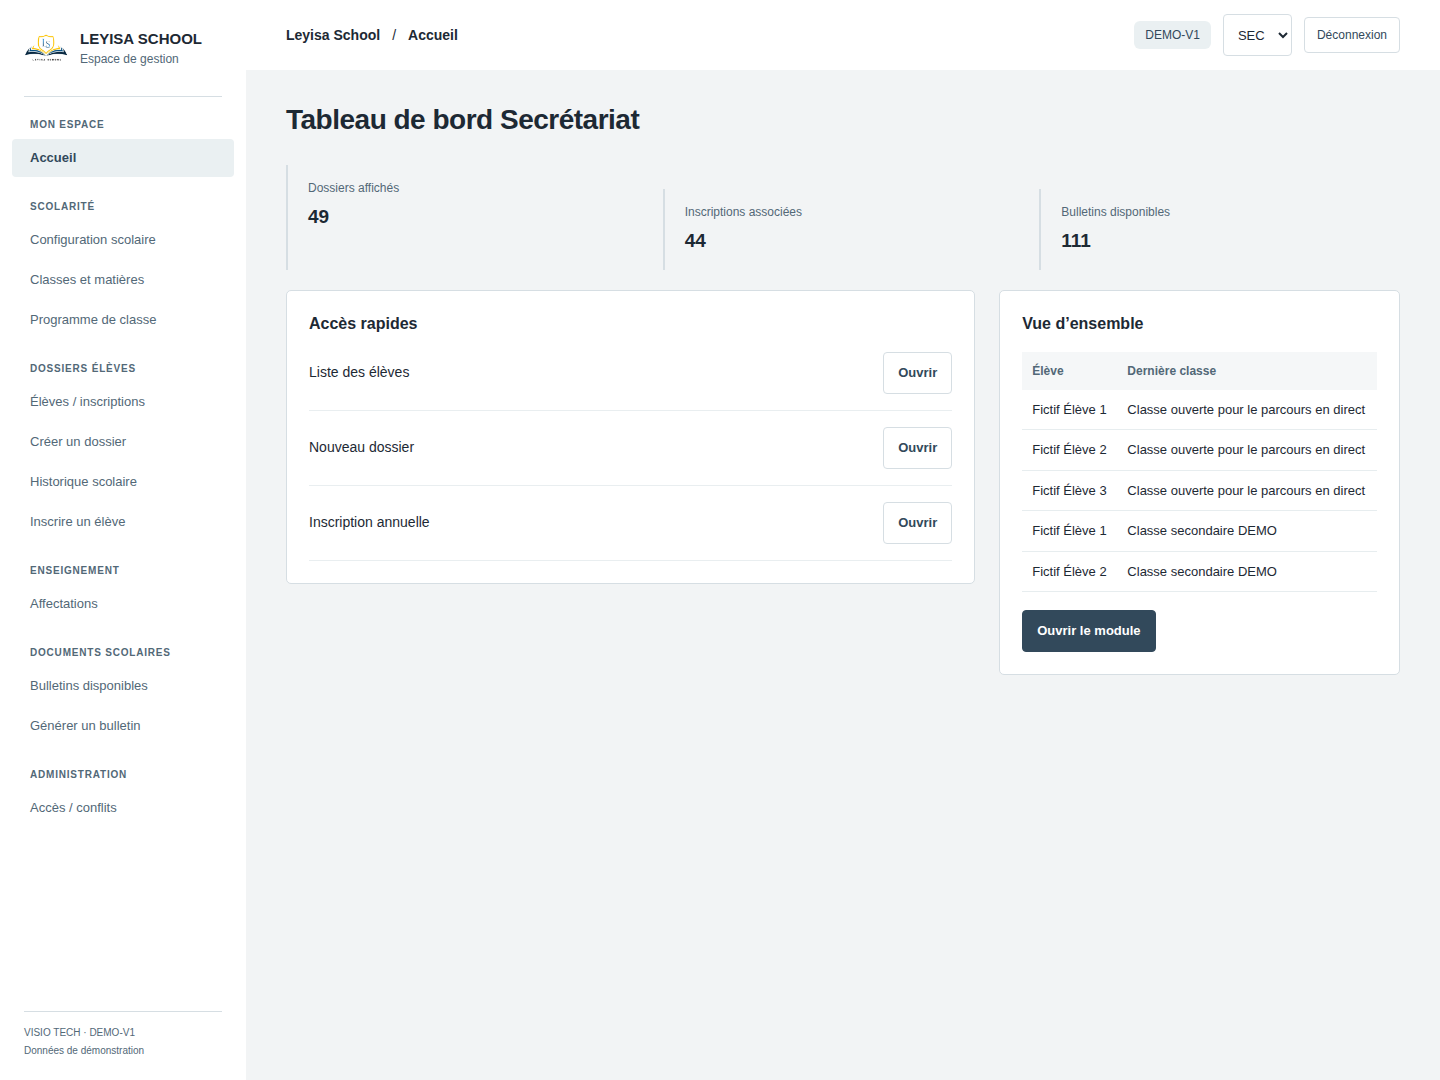 LEYISA SCHOOL
Espace de gestion
MON ESPACE
Accueil
SCOLARITÉ
Configuration scolaire
Classes et matières
Programme de classe
DOSSIERS ÉLÈVES
Élèves / inscriptions
Créer un dossier
Historique scolaire
Inscrire un élève
ENSEIGNEMENT
Affectations
DOCUMENTS SCOLAIRES
Bulletins disponibles
Générer un bulletin
ADMINISTRATION
Accès / conflits
VISIO TECH · DEMO-V1
Données de démonstration
Leyisa School / Accueil
DEMO-V1 SEC Déconnexion
Tableau de bord Secrétariat
Dossiers affichés
49
Inscriptions associées
44
Bulletins disponibles
111
Accès rapides
Liste des élèves Ouvrir
Nouveau dossier Ouvrir
Inscription annuelle Ouvrir
Vue d’ensemble
Élève Dernière classe
Fictif Élève 1 Classe ouverte pour le parcours en direct
Fictif Élève 2 Classe ouverte pour le parcours en direct
Fictif Élève 3 Classe ouverte pour le parcours en direct
Fictif Élève 1 Classe secondaire DEMO
Fictif Élève 2 Classe secondaire DEMO
Ouvrir le module